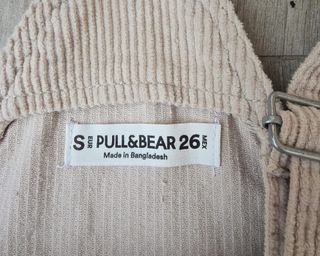 S EUR PULL&BEAR 26 MEX
Made in Bangladesh